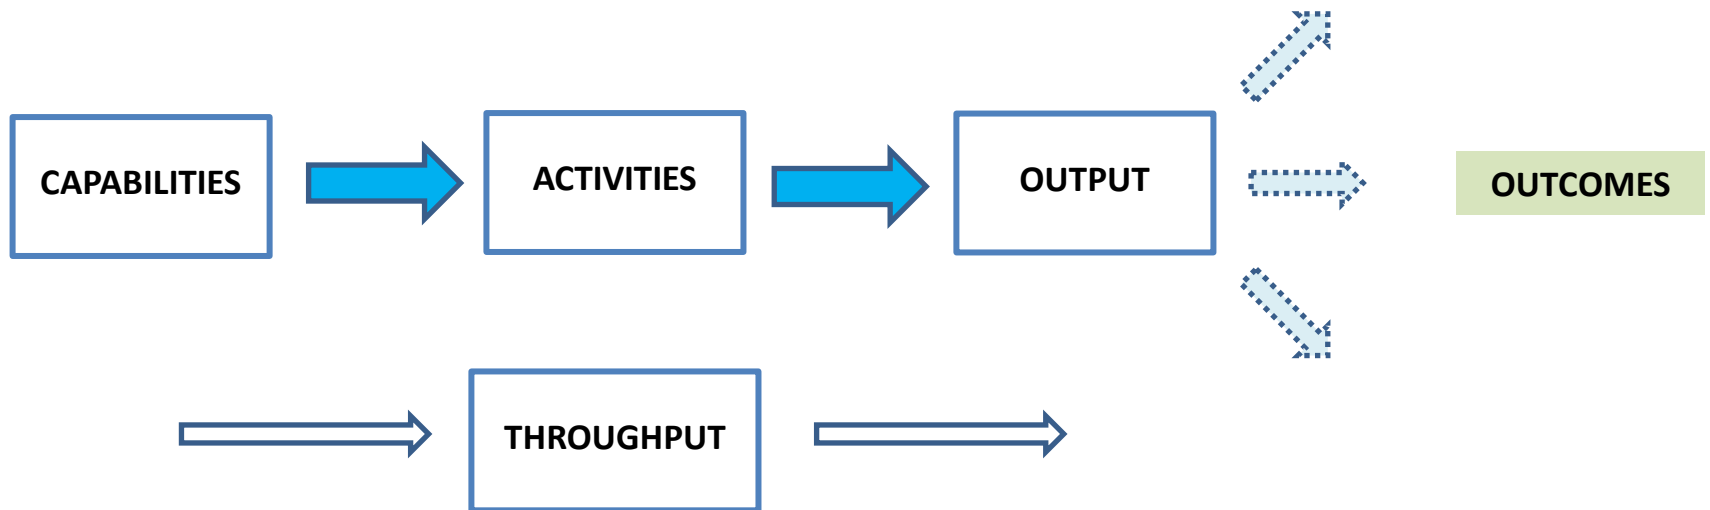 CAPABILITIES
ACTIVITIES
OUTPUT
OUTCOMES
THROUGHPUT